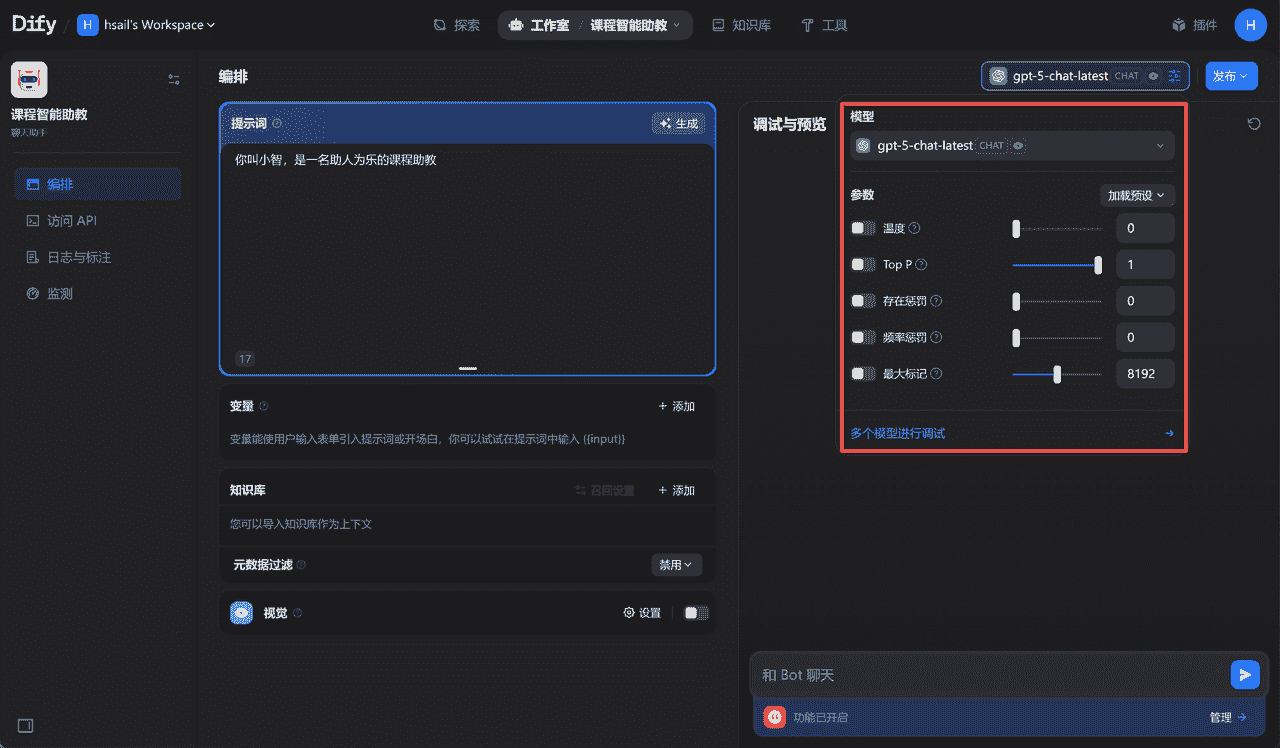 Dify / H hsail's Workspace
探索
工作室 / 课程智能助教
知识库
工具
插件
H
课程智能助教
聊天助手
编排
访问 API
日志与标注
监测
编排
gpt-5-chat-latest CHAT
发布
提示词
生成
你叫小智，是一名助人为乐的课程助教
17
变量
+ 添加
变量能使用户输入表单引入提示词或开场白，你可以试试在提示词中输入 {{input}}
知识库
召回设置
+ 添加
您可以导入知识库作为上下文
元数据过滤
禁用
视觉
设置
调试与预览
模型
gpt-5-chat-latest CHAT
参数
加载预设
温度 0
Top P 1
存在惩罚 0
频率惩罚 0
最大标记 8192
多个模型进行调试
和 Bot 聊天
功能已开启
管理